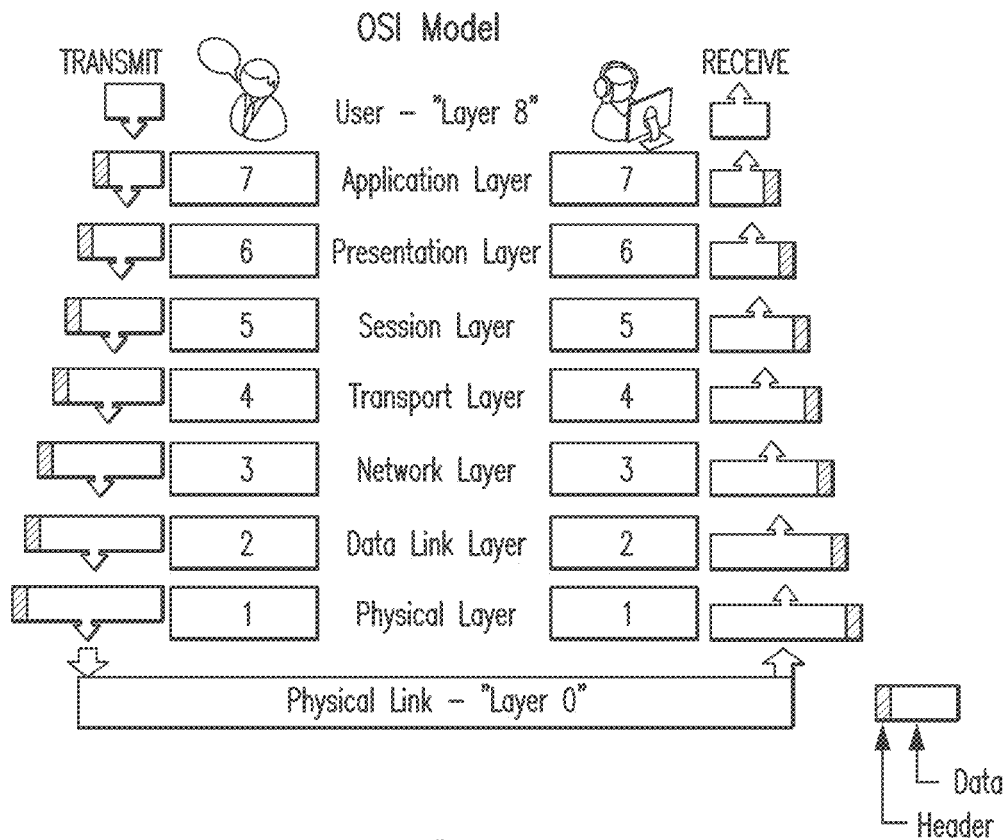 OSI Model
TRANSMIT
RECEIVE
User - "Layer 8"
7 Application Layer 7
6 Presentation Layer 6
5 Session Layer 5
4 Transport Layer 4
3 Network Layer 3
2 Data Link Layer 2
1 Physical Layer 1
Physical Link - "Layer 0"
Data
Header